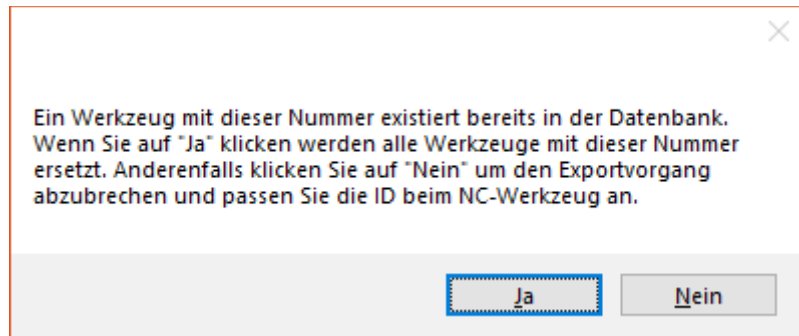 Ein Werkzeug mit dieser Nummer existiert bereits in der Datenbank.
Wenn Sie auf "Ja" klicken werden alle Werkzeuge mit dieser Nummer
ersetzt. Anderenfalls klicken Sie auf "Nein" um den Exportvorgang
abzubrechen und passen Sie die ID beim NC-Werkzeug an.
Ja
Nein